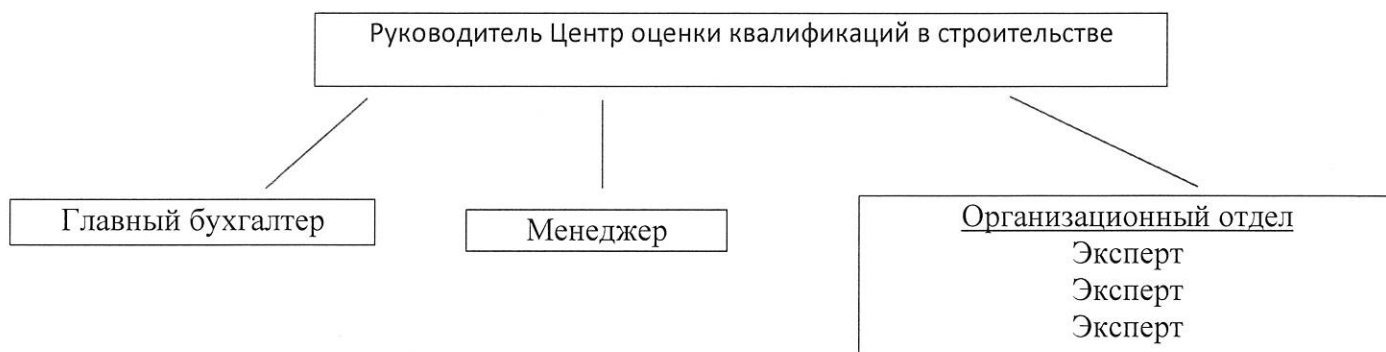 Руководитель Центр оценки квалификаций в строительстве
Главный бухгалтер
Менеджер
Организационный отдел
Эксперт
Эксперт
Эксперт